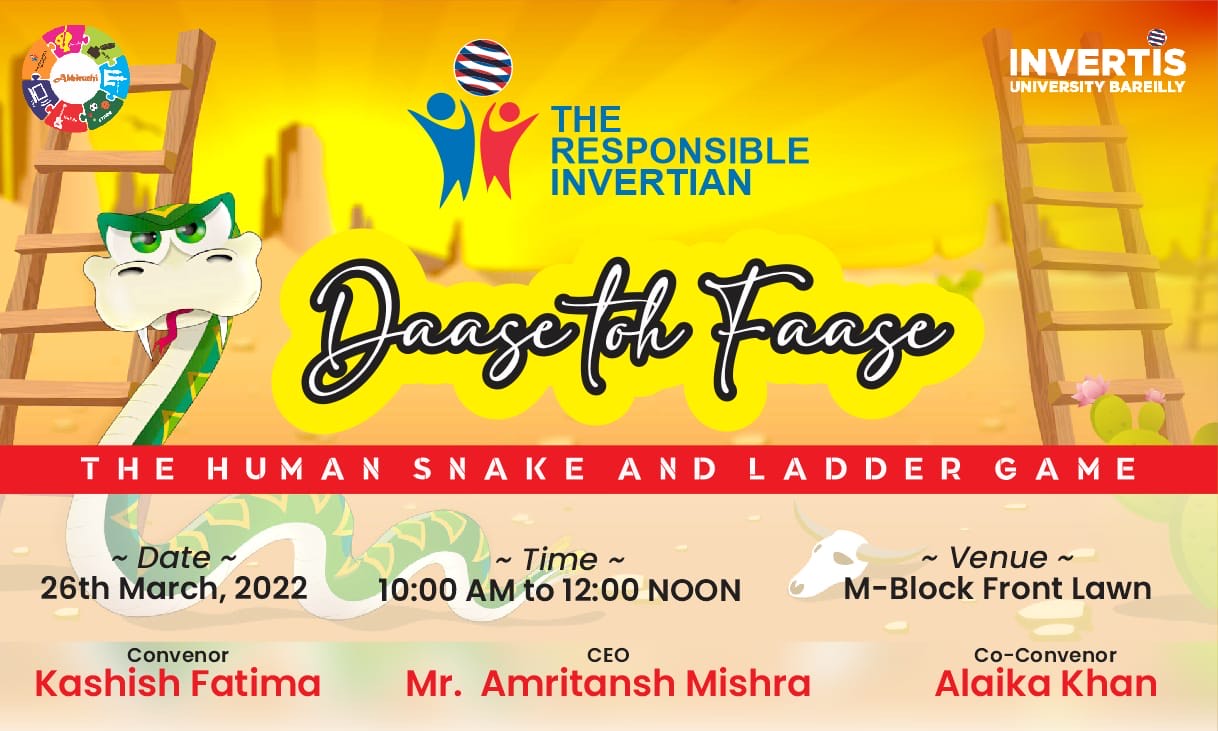 Abhiruchi
INVERTIS
UNIVERSITY BAREILLY
THE
RESPONSIBLE
INVERTIAN
Daase toh Faase
THE HUMAN SNAKE AND LADDER GAME
~ Date ~
26th March, 2022
~ Time ~
10:00 AM to 12:00 NOON
~ Venue ~
M-Block Front Lawn
Convenor
Kashish Fatima
CEO
Mr. Amritansh Mishra
Co-Convenor
Alaika Khan